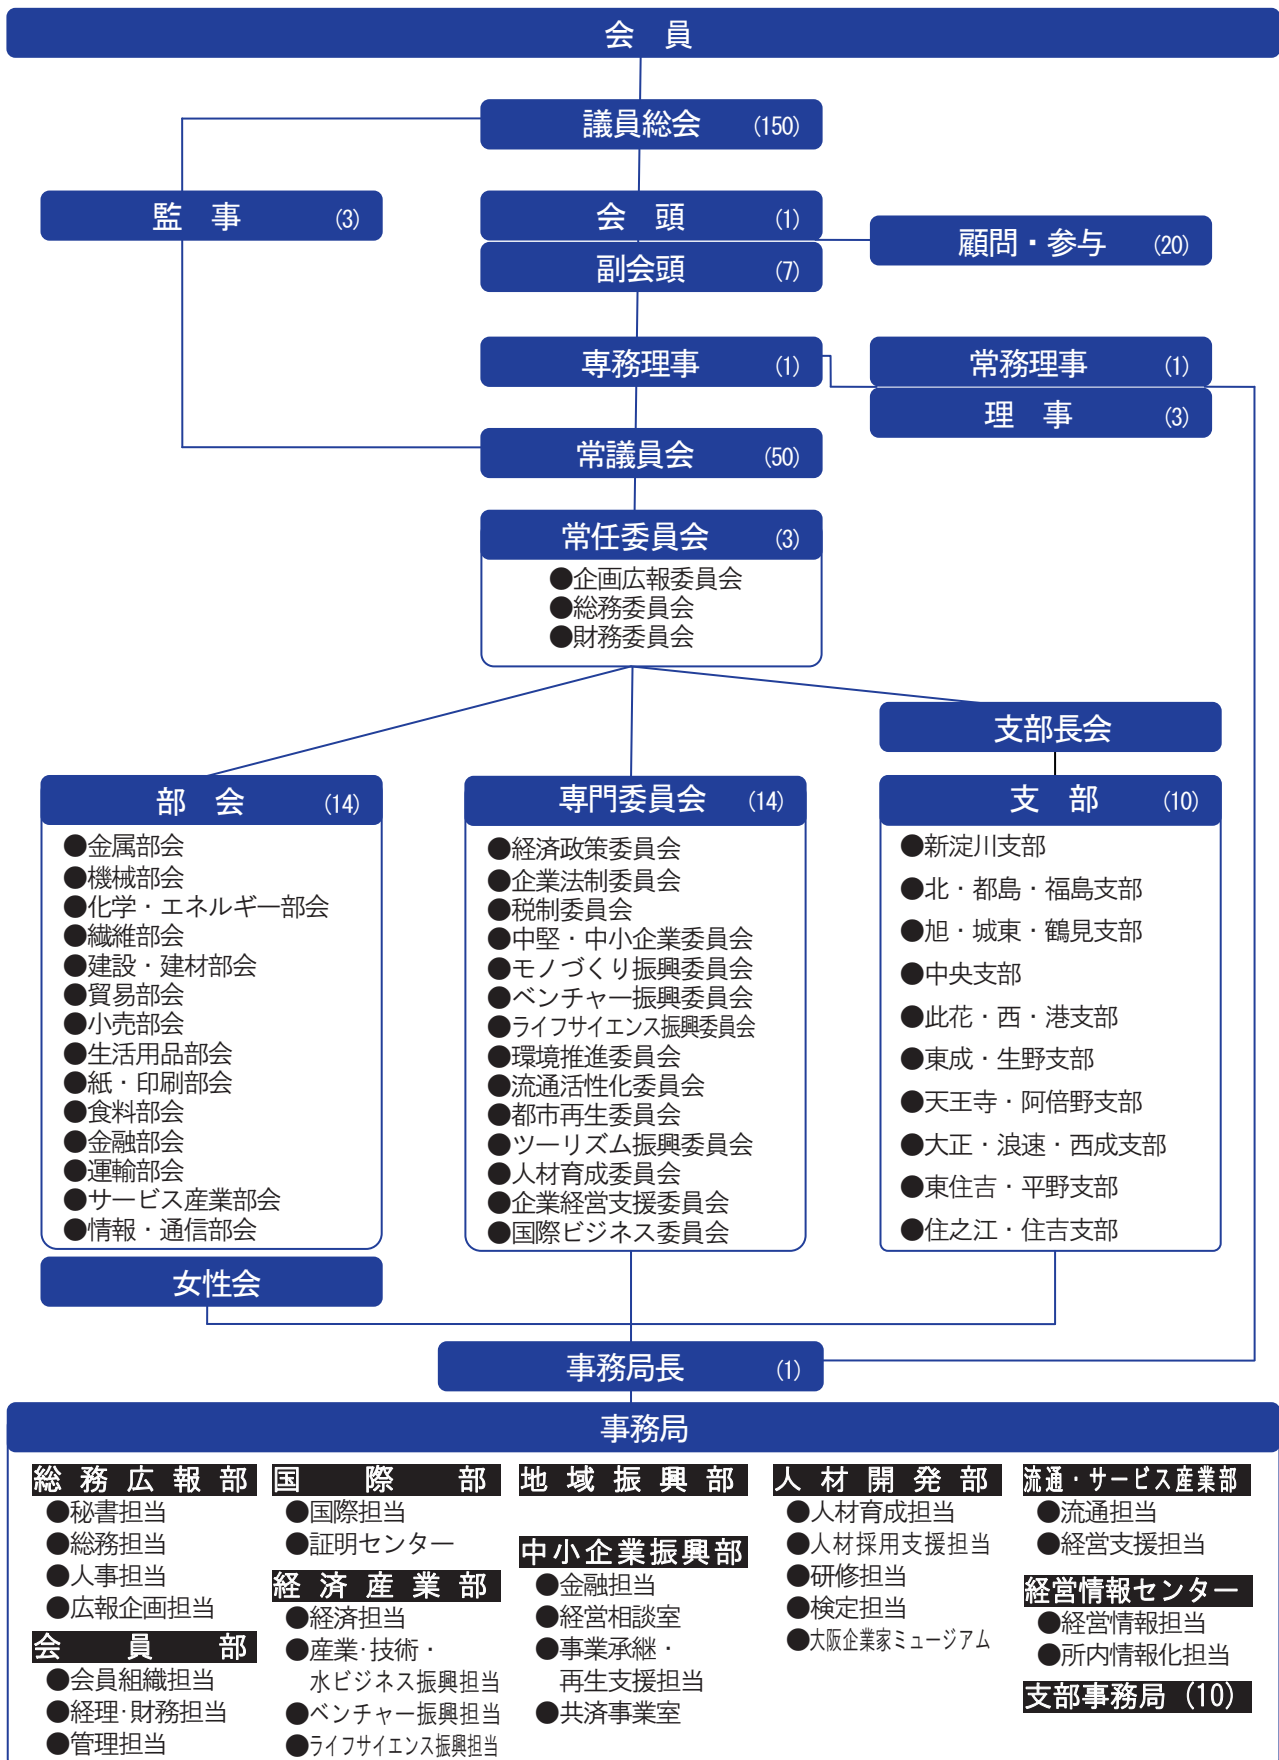 会　員
議員総会 (150)
監　事 (3)
会　頭 (1)
副会頭 (7)
顧問・参与 (20)
専務理事 (1)
常務理事 (1)
理　事 (3)
常議員会 (50)
常任委員会 (3)
●企画広報委員会
●総務委員会
●財務委員会
支部長会
部　会 (14)
●金属部会
●機械部会
●化学・エネルギー部会
●繊維部会
●建設・建材部会
●貿易部会
●小売部会
●生活用品部会
●紙・印刷部会
●食料部会
●金融部会
●運輸部会
●サービス産業部会
●情報・通信部会
専門委員会 (14)
●経済政策委員会
●企業法制委員会
●税制委員会
●中堅・中小企業委員会
●モノづくり振興委員会
●ベンチャー振興委員会
●ライフサイエンス振興委員会
●環境推進委員会
●流通活性化委員会
●都市再生委員会
●ツーリズム振興委員会
●人材育成委員会
●企業経営支援委員会
●国際ビジネス委員会
支　部 (10)
●新淀川支部
●北・都島・福島支部
●旭・城東・鶴見支部
●中央支部
●此花・西・港支部
●東成・生野支部
●天王寺・阿倍野支部
●大正・浪速・西成支部
●東住吉・平野支部
●住之江・住吉支部
女性会
事務局長 (1)
事務局
総務広報部
●秘書担当
●総務担当
●人事担当
●広報企画担当
会員部
●会員組織担当
●経理・財務担当
●管理担当
国際部
●国際担当
●証明センター
経済産業部
●経済担当
●産業・技術・
水ビジネス振興担当
●ベンチャー振興担当
●ライフサイエンス振興担当
地域振興部
中小企業振興部
●金融担当
●経営相談室
●事業承継・
再生支援担当
●共済事業室
人材開発部
●人材育成担当
●人材採用支援担当
●研修担当
●検定担当
●大阪企業家ミュージアム
流通・サービス産業部
●流通担当
●経営支援担当
経営情報センター
●経営情報担当
●所内情報化担当
支部事務局 (10)